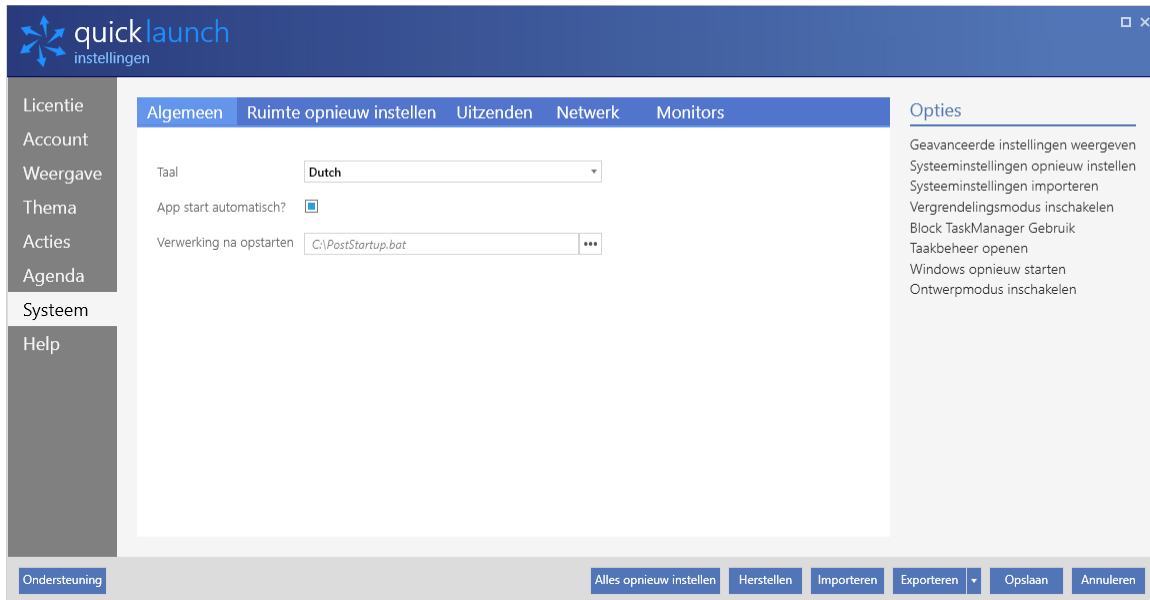 quicklaunch
instellingen
Licentie
Account
Weergave
Thema
Acties
Agenda
Systeem
Help
Algemeen Ruimte opnieuw instellen Uitzenden Netwerk Monitors
Taal Dutch
App start automatisch?
Verwerking na opstarten C:\PostStartup.bat
Opties
Geavanceerde instellingen weergeven
Systeeminstellingen opnieuw instellen
Systeeminstellingen importeren
Vergrendelingsmodus inschakelen
Block TaskManager Gebruik
Taakbeheer openen
Windows opnieuw starten
Ontwerpmodus inschakelen
Ondersteuning Alles opnieuw instellen Herstellen Importeren Exporteren Opslaan Annuleren